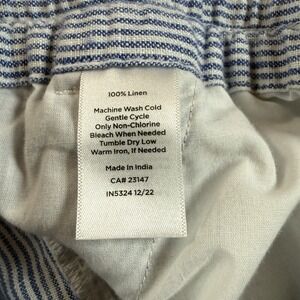 100% Linen
Machine Wash Cold
Gentle Cycle
Only Non-Chlorine
Bleach When Needed
Tumble Dry Low
Warm Iron, If Needed
Made In India
CA# 23147
IN5324 12/22